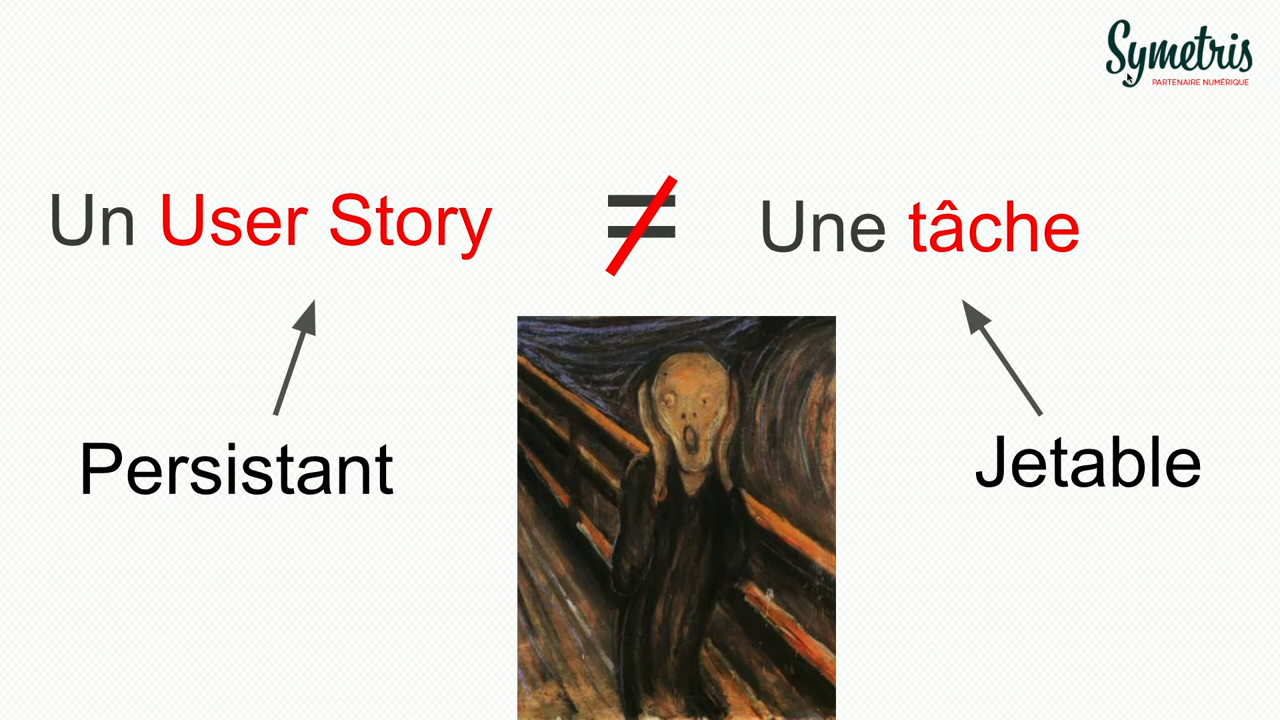 Symetris
PARTENAIRE NUMÉRIQUE
Un User Story ≠ Une tâche
Persistant
Jetable